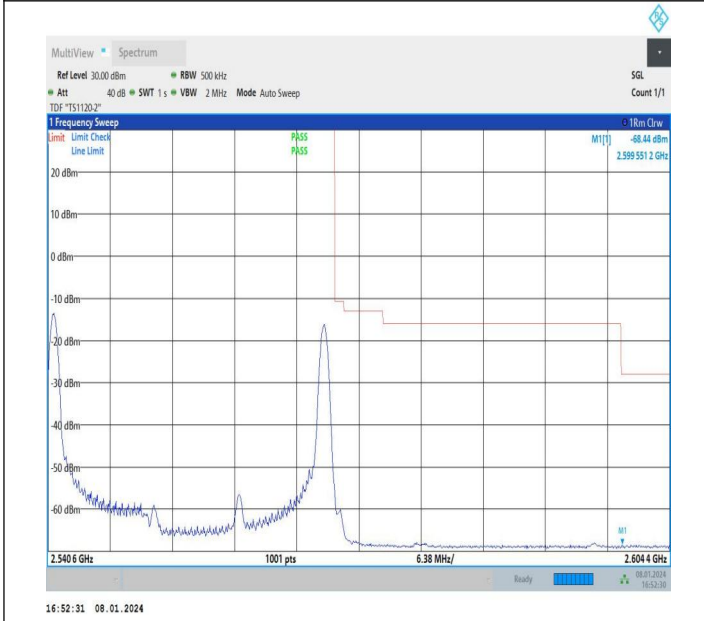 R&S
MultiView Spectrum
Ref Level 30.00 dBm RBW 500 kHz SGL
Att 40 dB SWT 1 s VBW 2 MHz Mode Auto Sweep Count 1/1
TDF "TS1120-2"
1 Frequency Sweep 1Rm Clrw
Limit Limit Check PASS M1[1] -68.44 dBm
Line Limit PASS 2.599 551 2 GHz
20 dBm
10 dBm
0 dBm
-10 dBm
-20 dBm
-30 dBm
-40 dBm
-50 dBm
-60 dBm
M1
2.540 6 GHz 1001 pts 6.38 MHz/ 2.604 4 GHz
Ready 08.01.2024
16:52:30
16:52:31 08.01.2024